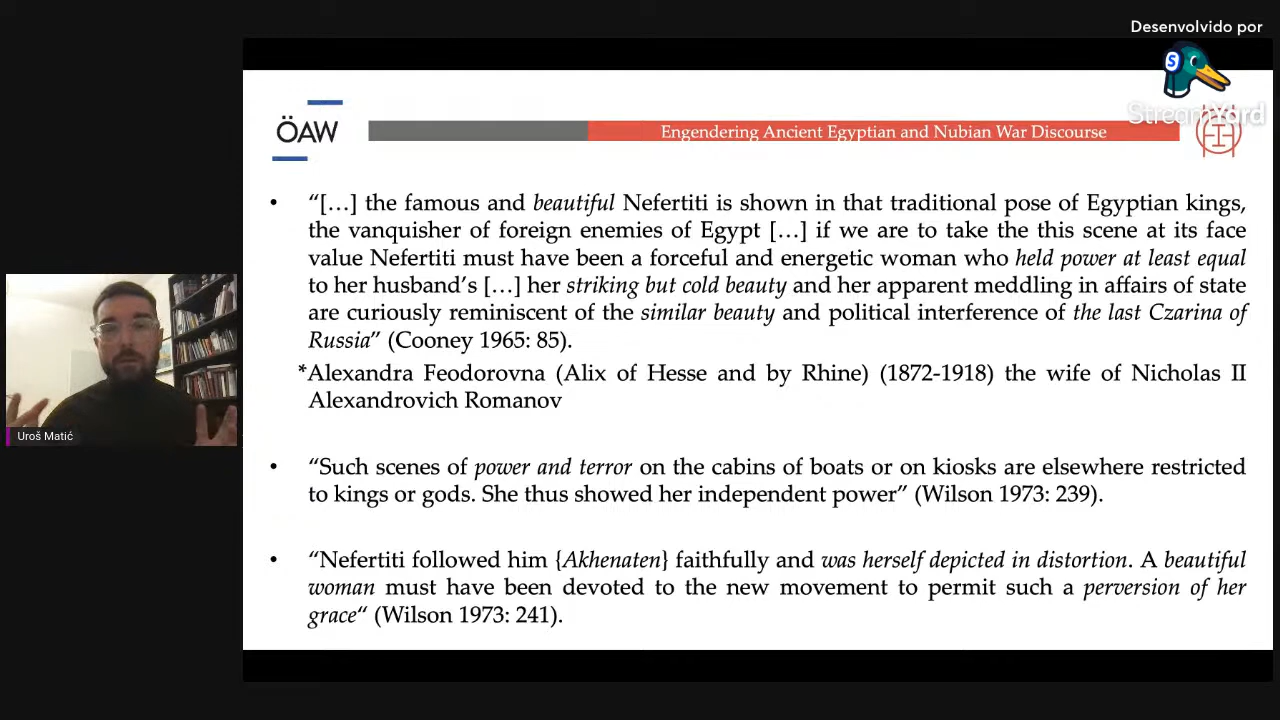 Desenvolvido por
StreamYard
ÖAW
Engendering Ancient Egyptian and Nubian War Discourse
• “[…] the famous and beautiful Nefertiti is shown in that traditional pose of Egyptian kings,
the vanquisher of foreign enemies of Egypt […] if we are to take the this scene at its face
value Nefertiti must have been a forceful and energetic woman who held power at least equal
to her husband’s […] her striking but cold beauty and her apparent meddling in affairs of state
are curiously reminiscent of the similar beauty and political interference of the last Czarina of
Russia” (Cooney 1965: 85).
*Alexandra Feodorovna (Alix of Hesse and by Rhine) (1872-1918) the wife of Nicholas II
Alexandrovich Romanov
• “Such scenes of power and terror on the cabins of boats or on kiosks are elsewhere restricted
to kings or gods. She thus showed her independent power” (Wilson 1973: 239).
• “Nefertiti followed him {Akhenaten} faithfully and was herself depicted in distortion. A beautiful
woman must have been devoted to the new movement to permit such a perversion of her
grace“ (Wilson 1973: 241).
Uroš Matić